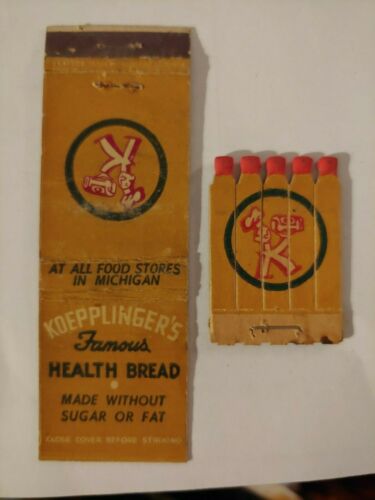 K
AT ALL FOOD STORES
IN MICHIGAN
KOEPPLINGER'S
Famous
HEALTH BREAD
MADE WITHOUT
SUGAR OR FAT
CLOSE COVER BEFORE STRIKING
K